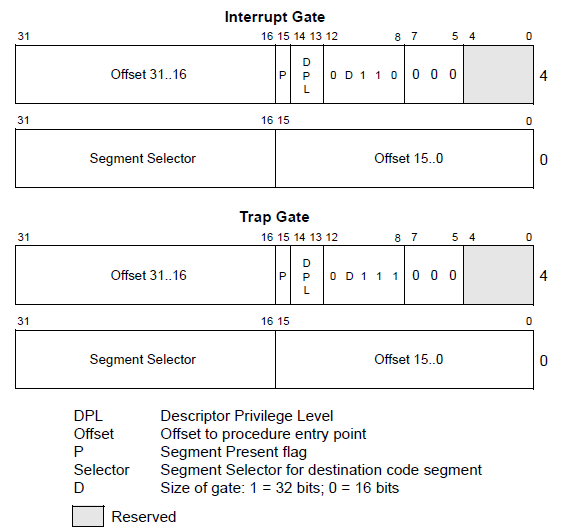 Interrupt Gate
31 16 15 14 13 12 8 7 5 4 0
Offset 31..16 P DPL 0 D 1 1 0 0 0 0 4
31 16 15 0
Segment Selector Offset 15..0 0
Trap Gate
31 16 15 14 13 12 8 7 5 4 0
Offset 31..16 P DPL 0 D 1 1 1 0 0 0 4
31 16 15 0
Segment Selector Offset 15..0 0
DPL Descriptor Privilege Level
Offset Offset to procedure entry point
P Segment Present flag
Selector Segment Selector for destination code segment
D Size of gate: 1 = 32 bits; 0 = 16 bits
Reserved